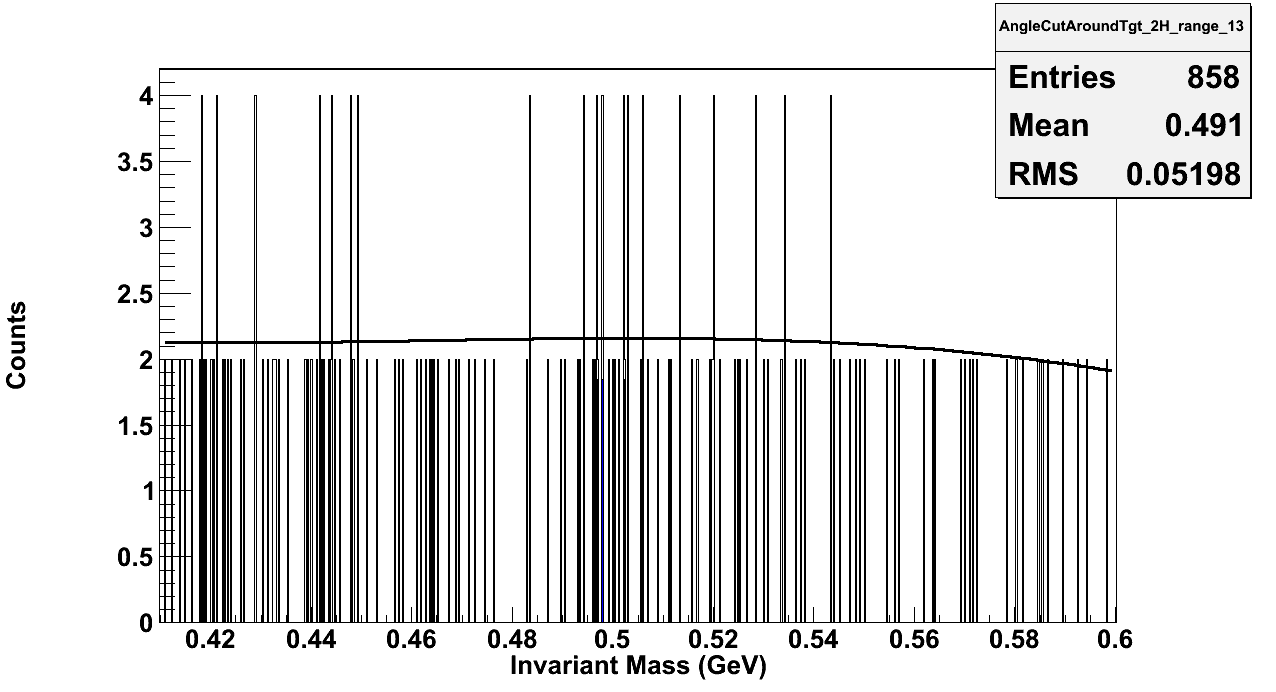 AngleCutAroundTgt_2H_range_13
Entries 858
Mean 0.491
RMS 0.05198
4
3.5
3
2.5
2
1.5
1
0.5
0
Counts
0.42 0.44 0.46 0.48 0.5 0.52 0.54 0.56 0.58 0.6
Invariant Mass (GeV)